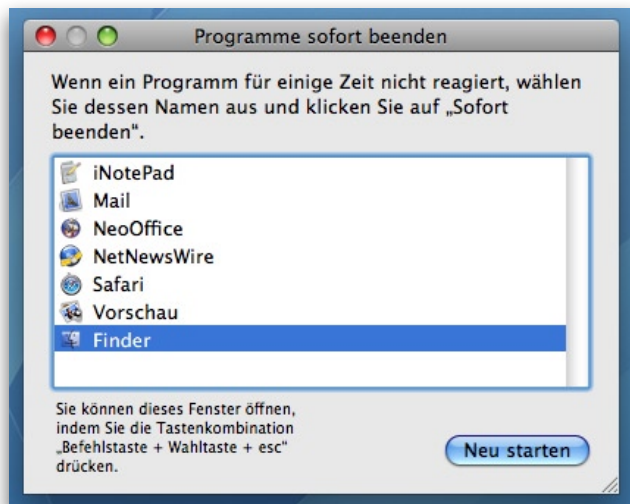 Programme sofort beenden
Wenn ein Programm für einige Zeit nicht reagiert, wählen
Sie dessen Namen aus und klicken Sie auf „Sofort
beenden“.
iNotePad
Mail
NeoOffice
NetNewsWire
Safari
Vorschau
Finder
Sie können dieses Fenster öffnen,
indem Sie die Tastenkombination
„Befehlstaste + Wahltaste + esc“
drücken.
Neu starten